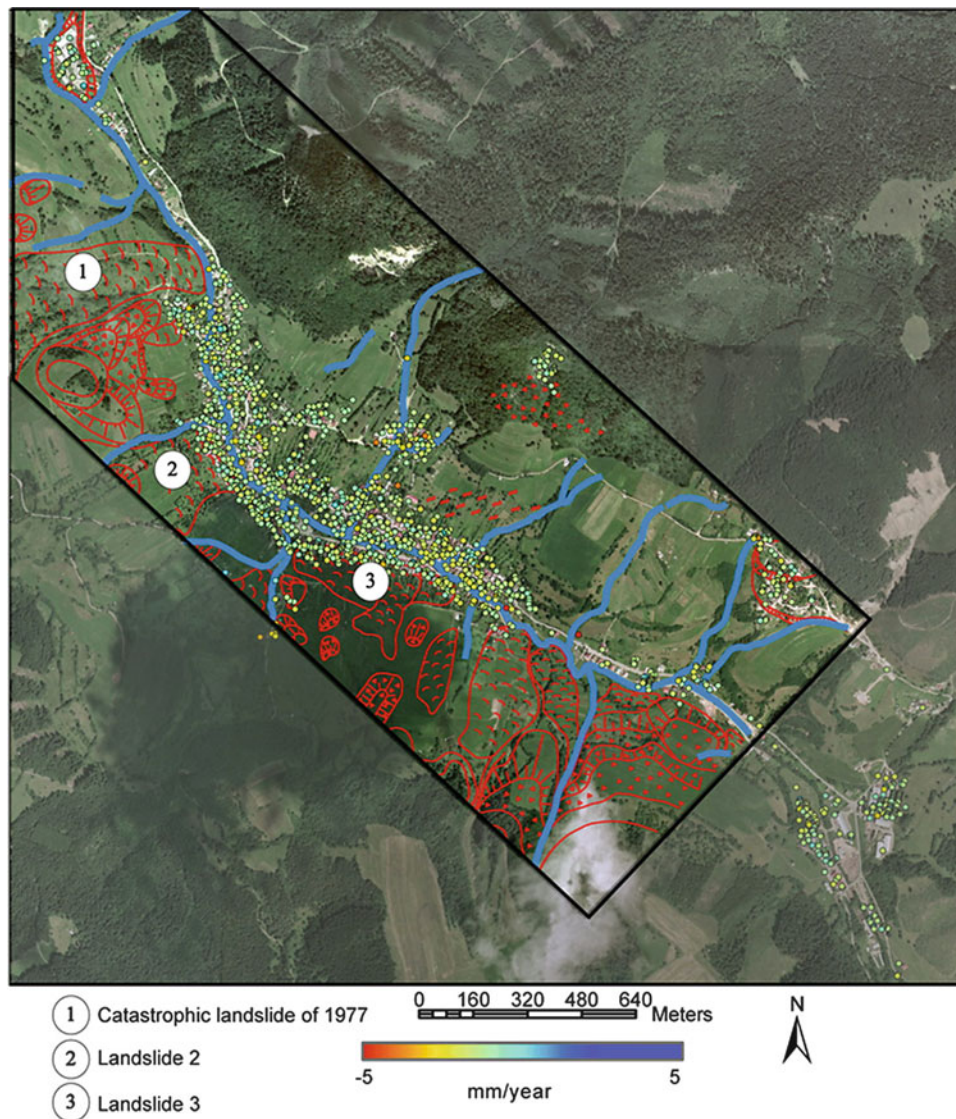 1
2
3
1 Catastrophic landslide of 1977
2 Landslide 2
3 Landslide 3
0 160 320 480 640 Meters
N
-5 5
mm/year